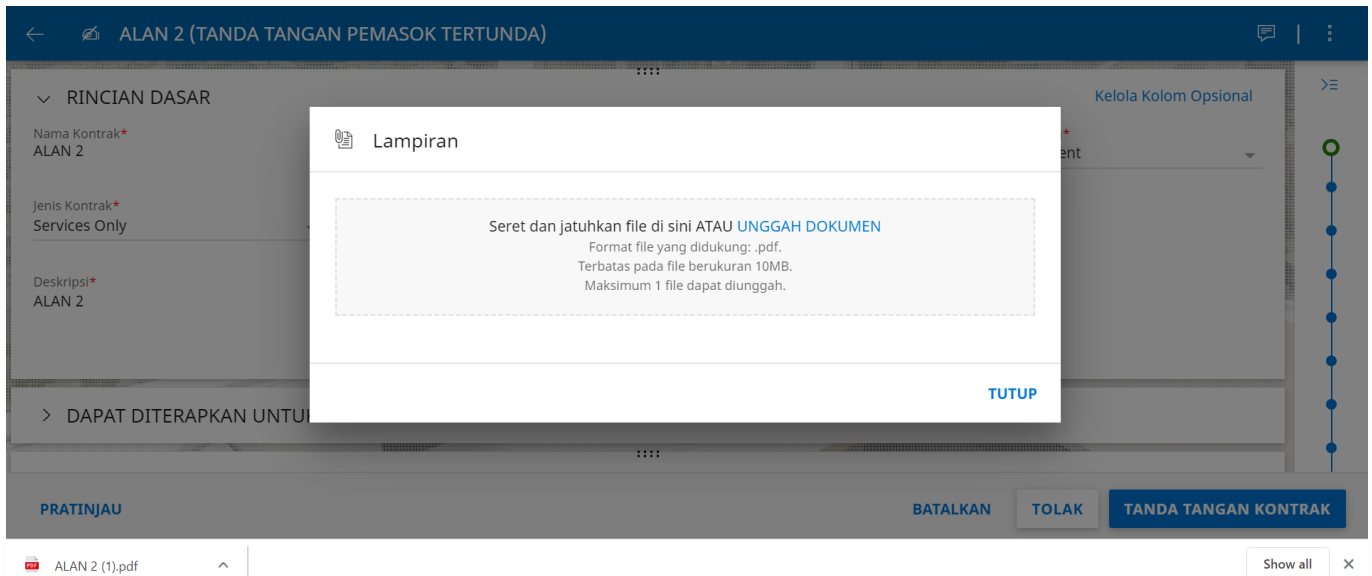 ALAN 2 (TANDA TANGAN PEMASOK TERTUNDA)
RINCIAN DASAR
Kelola Kolom Opsional
Nama Kontrak*
ALAN 2
*
ent
Jenis Kontrak*
Services Only
Deskripsi*
ALAN 2
Lampiran
Seret dan jatuhkan file di sini ATAU UNGGAH DOKUMEN
Format file yang didukung: .pdf.
Terbatas pada file berukuran 10MB.
Maksimum 1 file dapat diunggah.
TUTUP
DAPAT DITERAPKAN UNTUK
PRATINJAU
BATALKAN
TOLAK
TANDA TANGAN KONTRAK
PDF
ALAN 2 (1).pdf
Show all